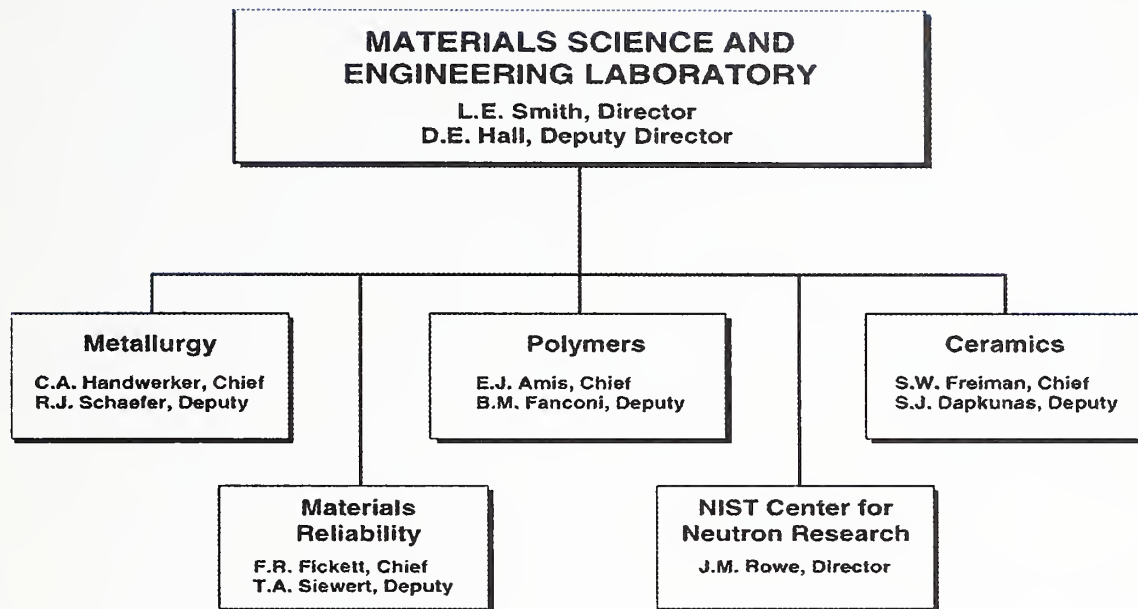 MATERIALS SCIENCE AND
ENGINEERING LABORATORY
L.E. Smith, Director
D.E. Hall, Deputy Director
Metallurgy
C.A. Handwerker, Chief
R.J. Schaefer, Deputy
Polymers
E.J. Amis, Chief
B.M. Fanconi, Deputy
Ceramics
S.W. Freiman, Chief
S.J. Dapkunas, Deputy
Materials
Reliability
F.R. Fickett, Chief
T.A. Siewert, Deputy
NIST Center for
Neutron Research
J.M. Rowe, Director